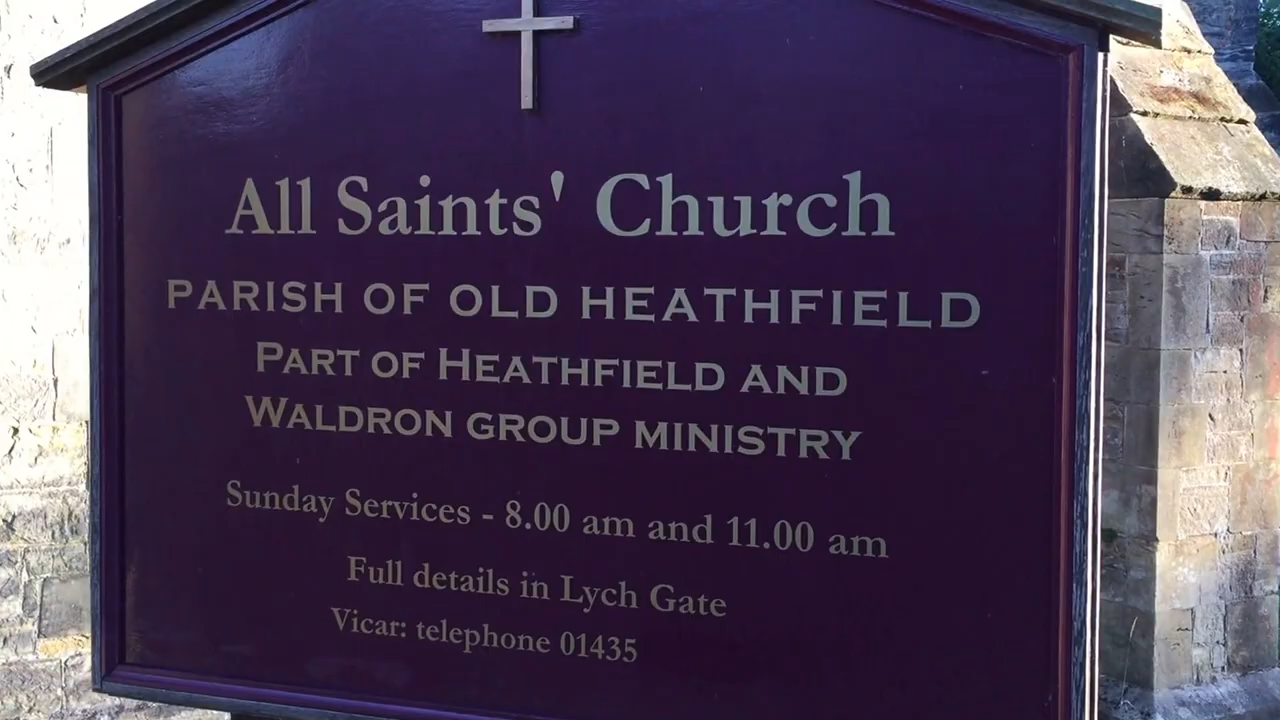 All Saints' Church
PARISH OF OLD HEATHFIELD
PART OF HEATHFIELD AND
WALDRON GROUP MINISTRY
Sunday Services - 8.00 am and 11.00 am
Full details in Lych Gate
Vicar: telephone 01435